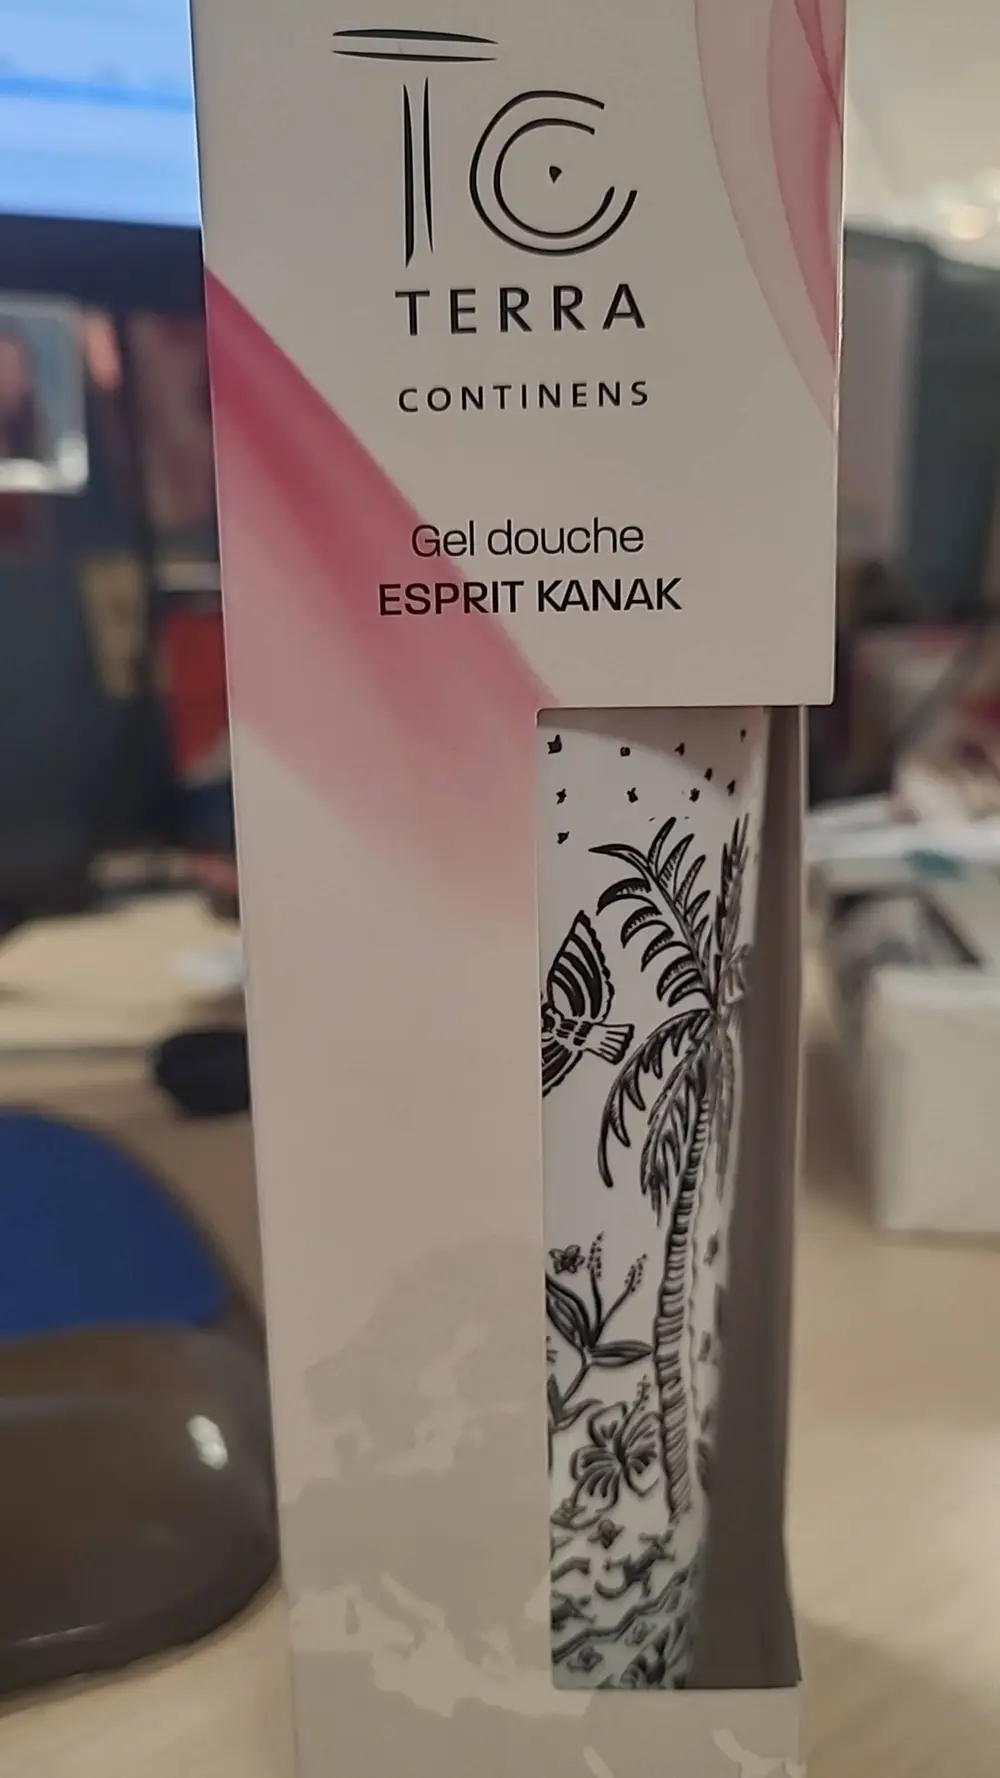 TC
TERRA
CONTINENS
Gel douche
ESPRIT KANAK